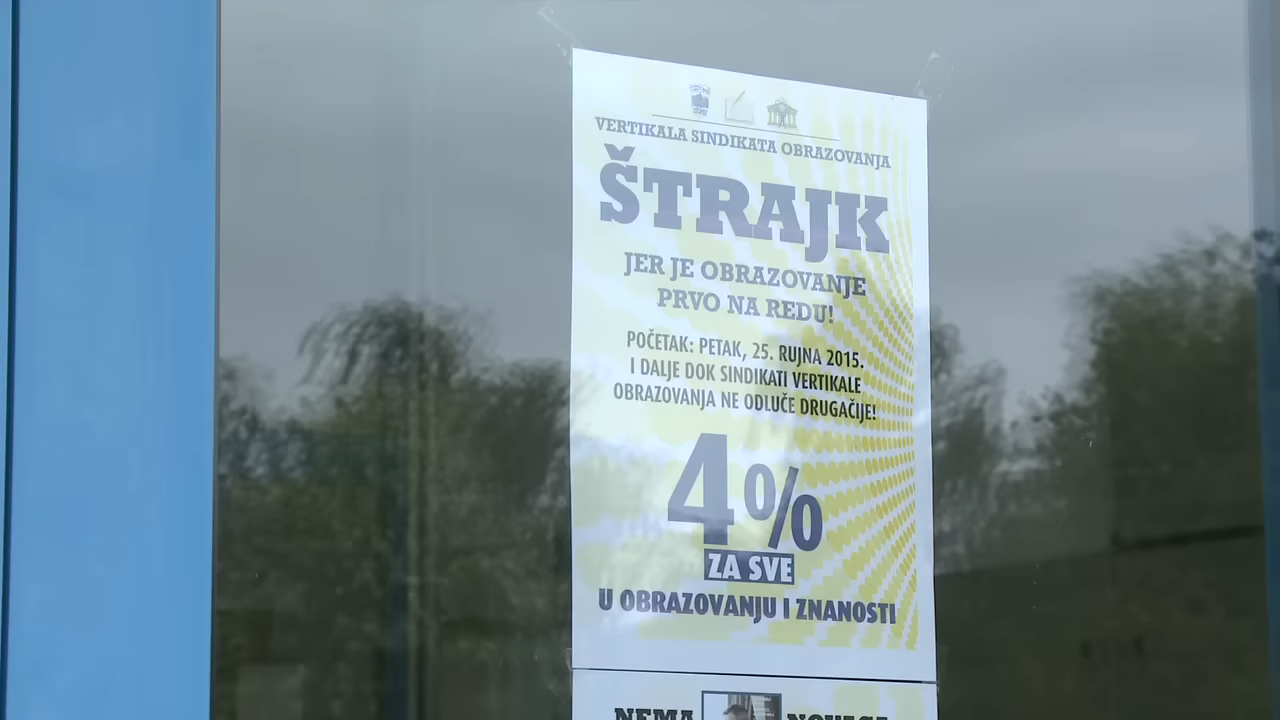 VERTIKALA SINDIKATA OBRAZOVANJA
ŠTRAJK
JER JE OBRAZOVANJE
PRVO NA REDU!
POČETAK: PETAK, 25. RUJNA 2015.
I DALJE DOK SINDIKATI VERTIKALE
OBRAZOVANJA NE ODLUČE DRUGAČIJE!
4%
ZA SVE
U OBRAZOVANJU I ZNANOSTI
NEMA NOVACA